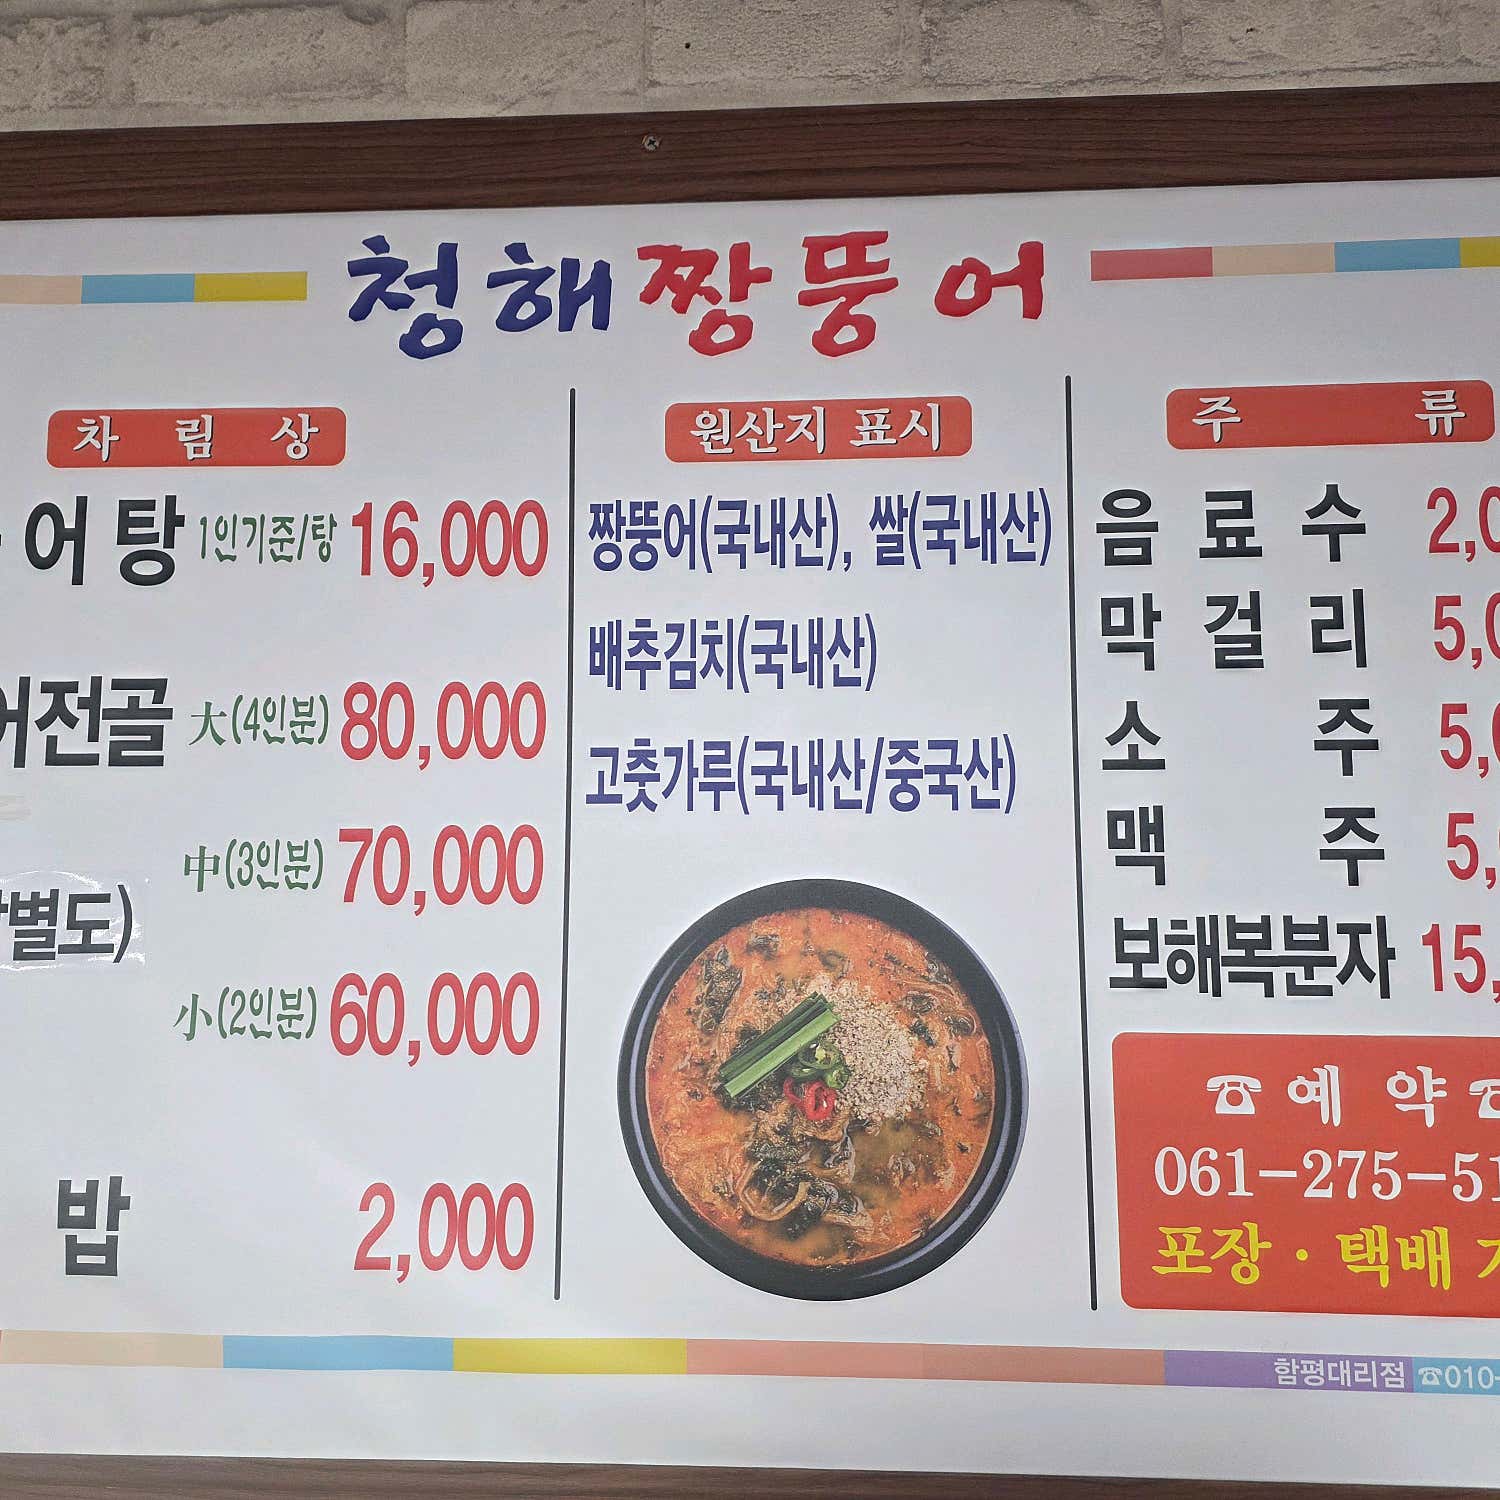 청해짱뚱어
차림상
어탕 1인기준/탕 16,000
어전골 大(4인분) 80,000
中(3인분) 70,000
별도)
小(2인분) 60,000
밥 2,000
원산지 표시
짱뚱어(국내산), 쌀(국내산)
배추김치(국내산)
고춧가루(국내산/중국산)
주류
음료수 2,0
막걸리 5,0
소주 5,
맥주 5,
보해복분자 15,
☎예약☎
061-275-51
포장·택배
함평대리점 ☎010-